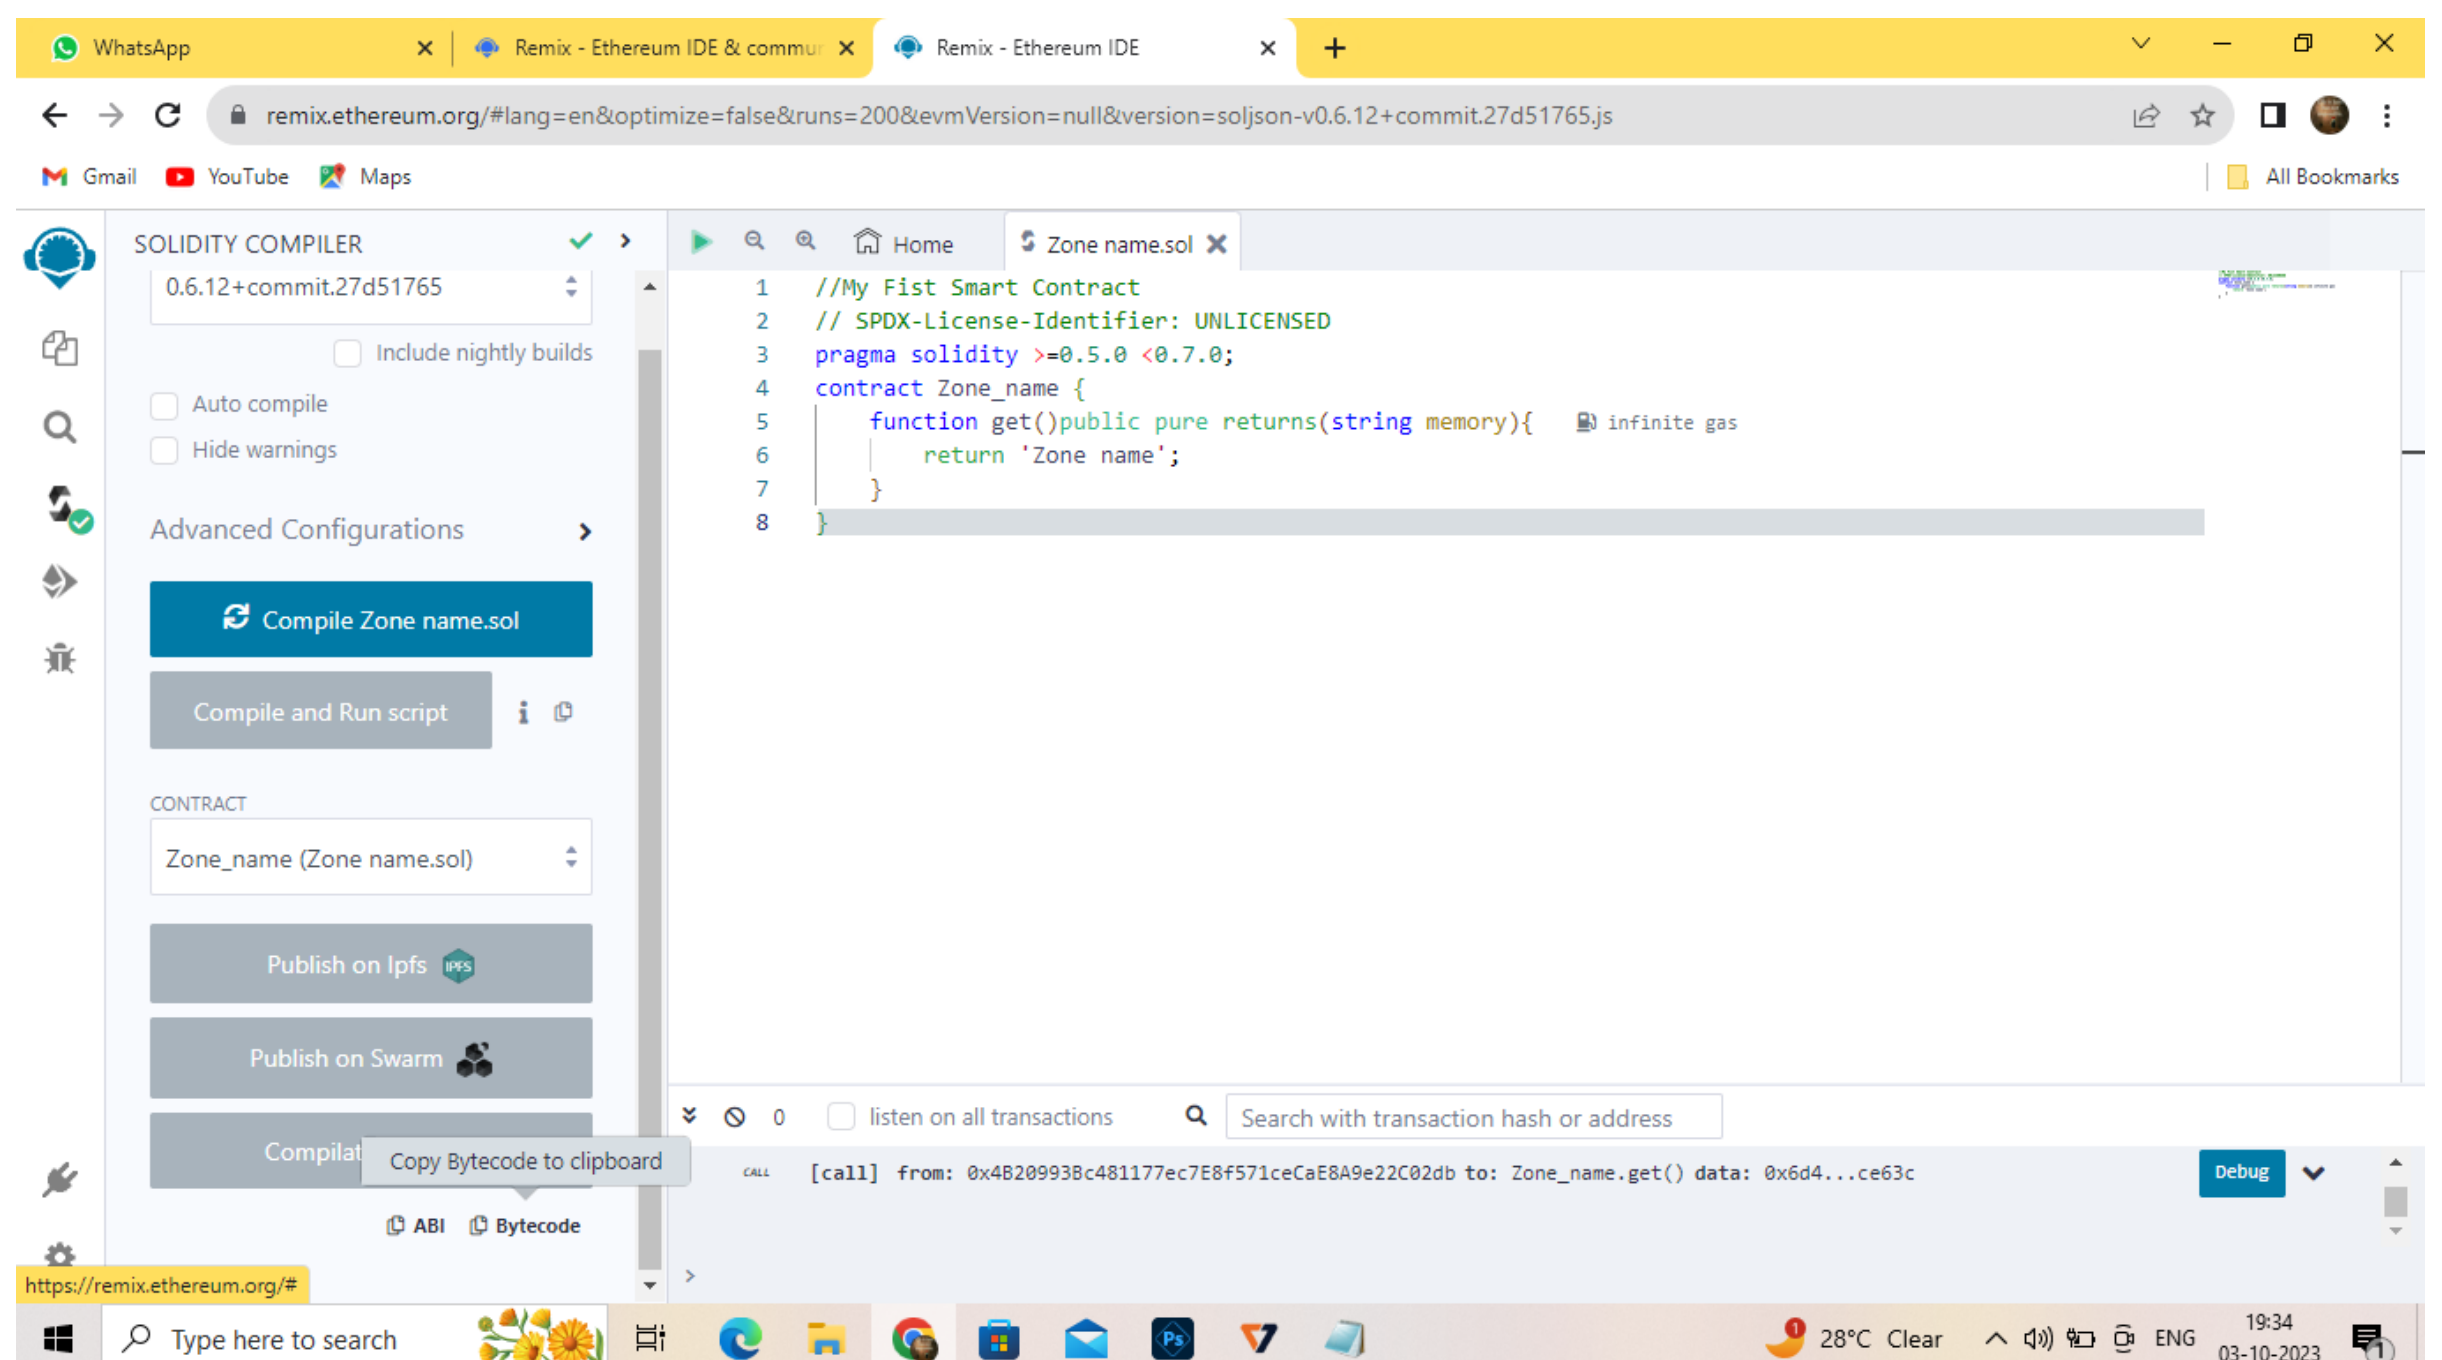 WhatsApp
Remix - Ethereum IDE & commur
Remix - Ethereum IDE
remix.ethereum.org/#lang=en&optimize=false&runs=200&evmVersion=null&version=soljson-v0.6.12+commit.27d51765.js
Gmail
YouTube
Maps
All Bookmarks
SOLIDITY COMPILER
0.6.12+commit.27d51765
Include nightly builds
Auto compile
Hide warnings
Advanced Configurations
Compile Zone name.sol
Compile and Run script
CONTRACT
Zone_name (Zone name.sol)
Publish on Ipfs
IPFS
Publish on Swarm
Compilat
Copy Bytecode to clipboard
ABI
Bytecode
https://remix.ethereum.org/#
Home
Zone name.sol
1 //My Fist Smart Contract
2 // SPDX-License-Identifier: UNLICENSED
3 pragma solidity >=0.5.0 <0.7.0;
4 contract Zone_name {
5 function get()public pure returns(string memory){ infinite gas
6 return 'Zone name';
7 }
8 }
0
listen on all transactions
Search with transaction hash or address
CALL [call] from: 0x4B20993Bc481177ec7E8f571ceCaE8A9e22C02db to: Zone_name.get() data: 0x6d4...ce63c
Debug
>
Type here to search
Ps
1
28°C Clear
ENG
19:34
03-10-2023
1